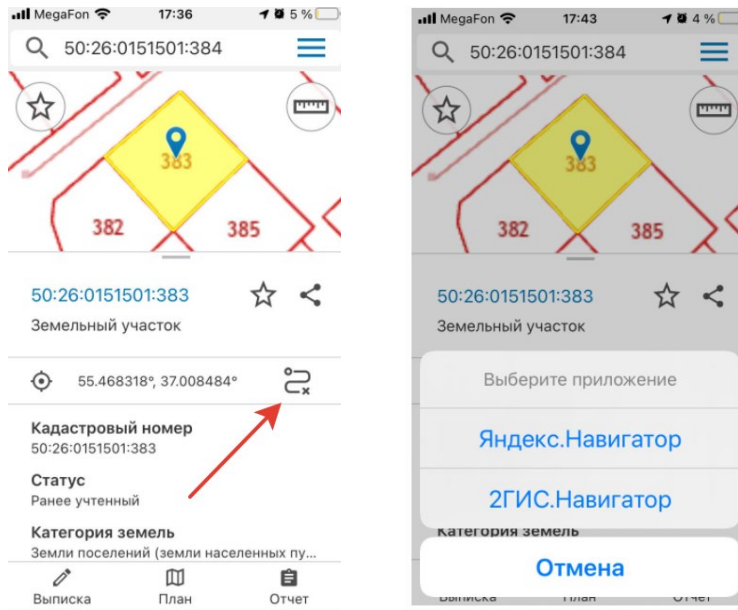 MegaFon 17:36 5 %
50:26:0151501:384
383
382 385
50:26:0151501:383
Земельный участок
55.468318°, 37.008484°
Кадастровый номер
50:26:0151501:383
Статус
Ранее учтенный
Категория земель
Земли поселений (земли населенных пу...
Выписка План Отчет
MegaFon 17:43 4 %
50:26:0151501:384
383
382 385
50:26:0151501:383
Земельный участок
Выберите приложение
Яндекс.Навигатор
2ГИС.Навигатор
Категория земель
Отмена
Выписка План Отчет